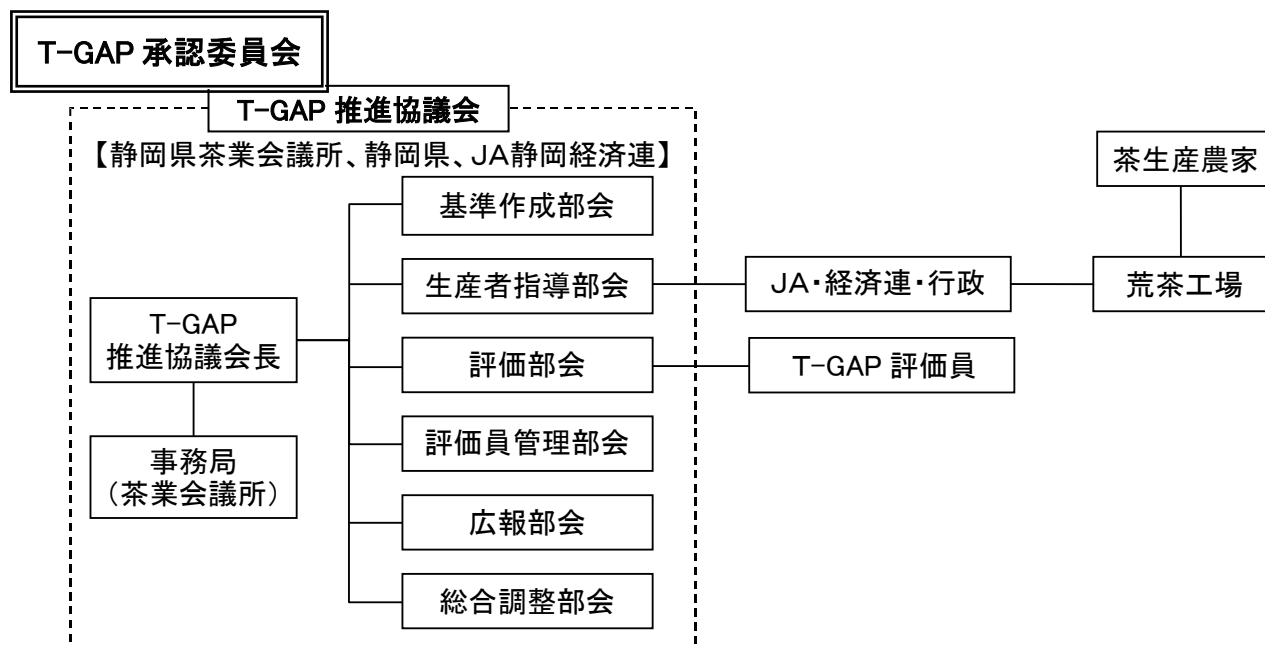 T-GAP 承認委員会
T-GAP 推進協議会
【静岡県茶業会議所、静岡県、JA静岡経済連】
茶生産農家
基準作成部会
生産者指導部会
JA・経済連・行政
荒茶工場
T-GAP
推進協議会長
評価部会
T-GAP 評価員
評価員管理部会
事務局
（茶業会議所）
広報部会
総合調整部会